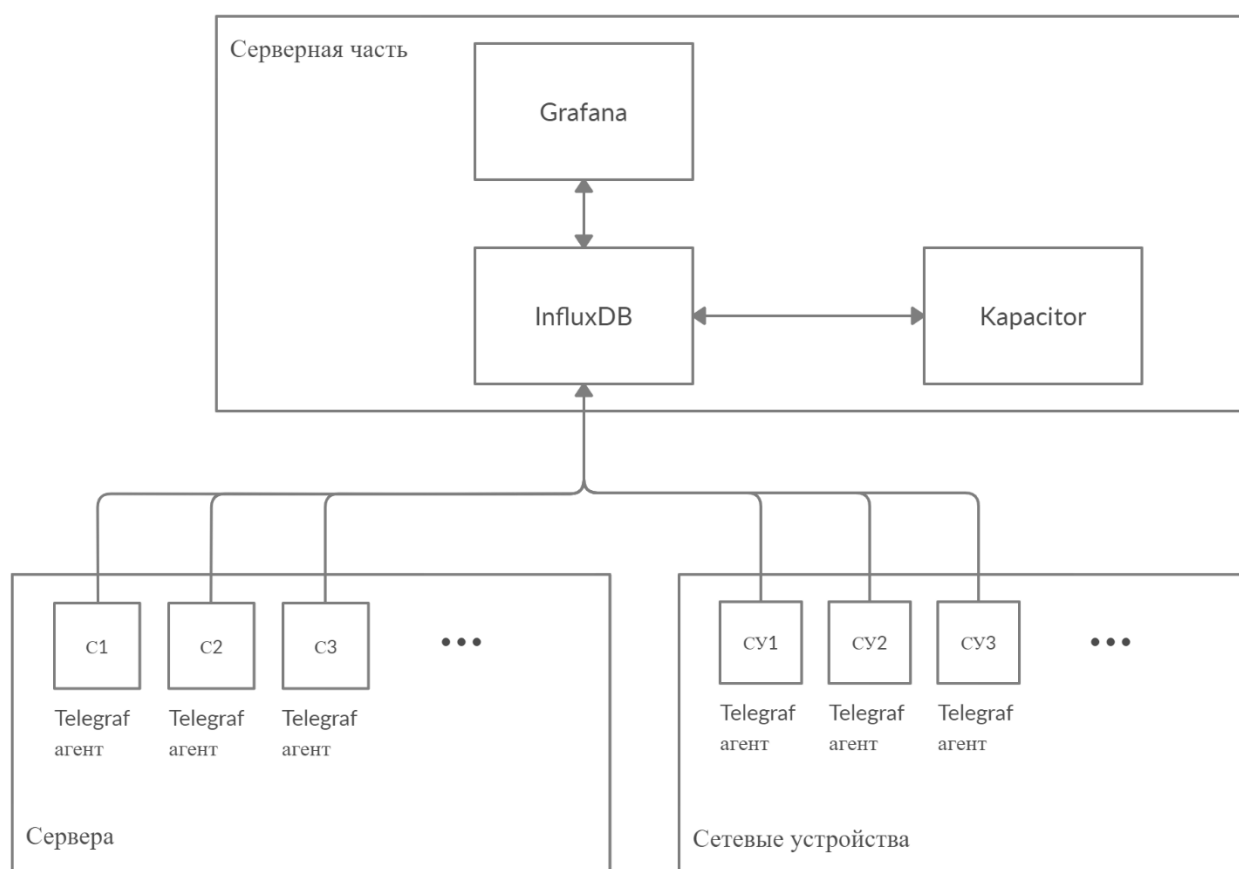 Серверная часть
Grafana
InfluxDB
Kapacitor
С1
С2
С3
•••
Telegraf
агент
Telegraf
агент
Telegraf
агент
Сервера
СУ1
СУ2
СУ3
•••
Telegraf
агент
Telegraf
агент
Telegraf
агент
Сетевые устройства